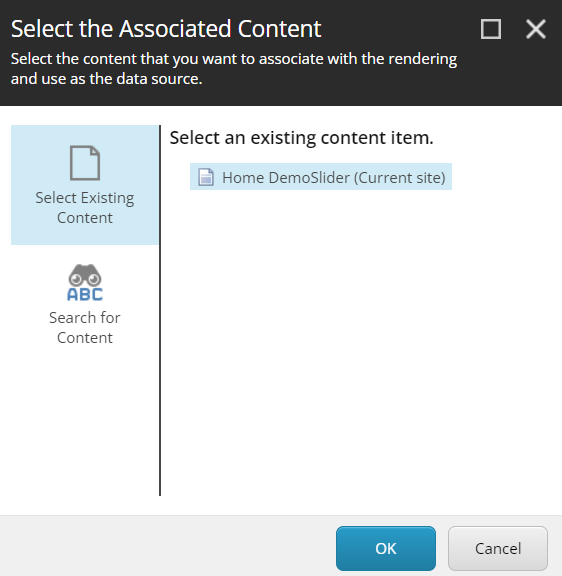 Select the Associated Content
Select the content that you want to associate with the rendering
and use as the data source.
Select Existing
Content
ABC
Search for
Content
Select an existing content item.
Home DemoSlider (Current site)
OK
Cancel